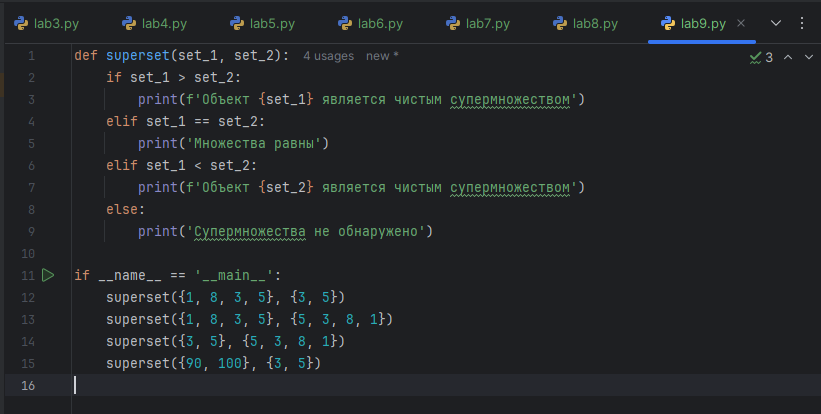 lab3.py lab4.py lab5.py lab6.py lab7.py lab8.py lab9.py
1 def superset(set_1, set_2): 4 usages new * 3
2 if set_1 > set_2:
3 print(f'Объект {set_1} является чистым супермножеством')
4 elif set_1 == set_2:
5 print('Множества равны')
6 elif set_1 < set_2:
7 print(f'Объект {set_2} является чистым супермножеством')
8 else:
9 print('Супермножества не обнаружено')
10
11 if __name__ == '__main__':
12 superset({1, 8, 3, 5}, {3, 5})
13 superset({1, 8, 3, 5}, {5, 3, 8, 1})
14 superset({3, 5}, {5, 3, 8, 1})
15 superset({90, 100}, {3, 5})
16